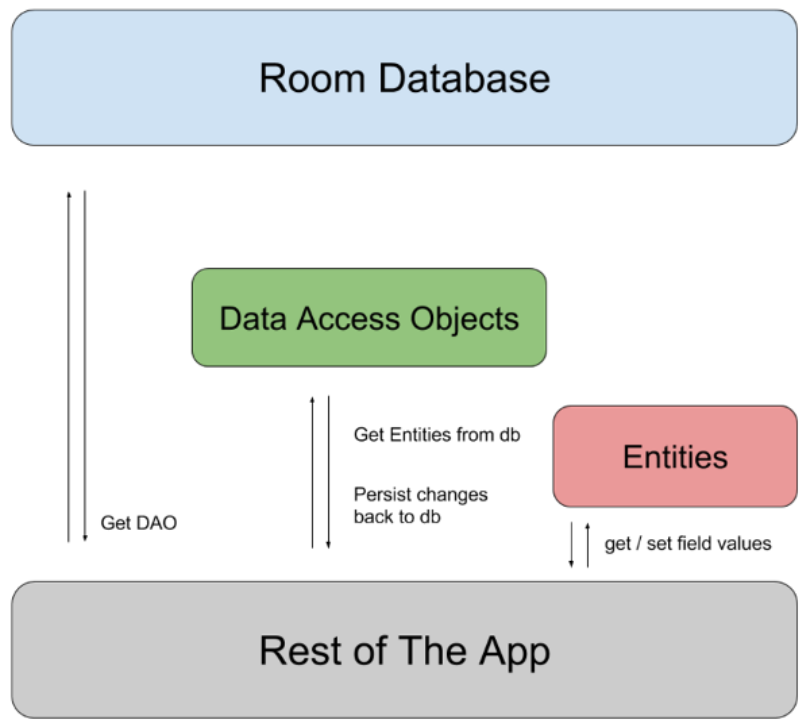 Room Database
Data Access Objects
Get Entities from db
Entities
Persist changes
back to db
Get DAO
get / set field values
Rest of The App